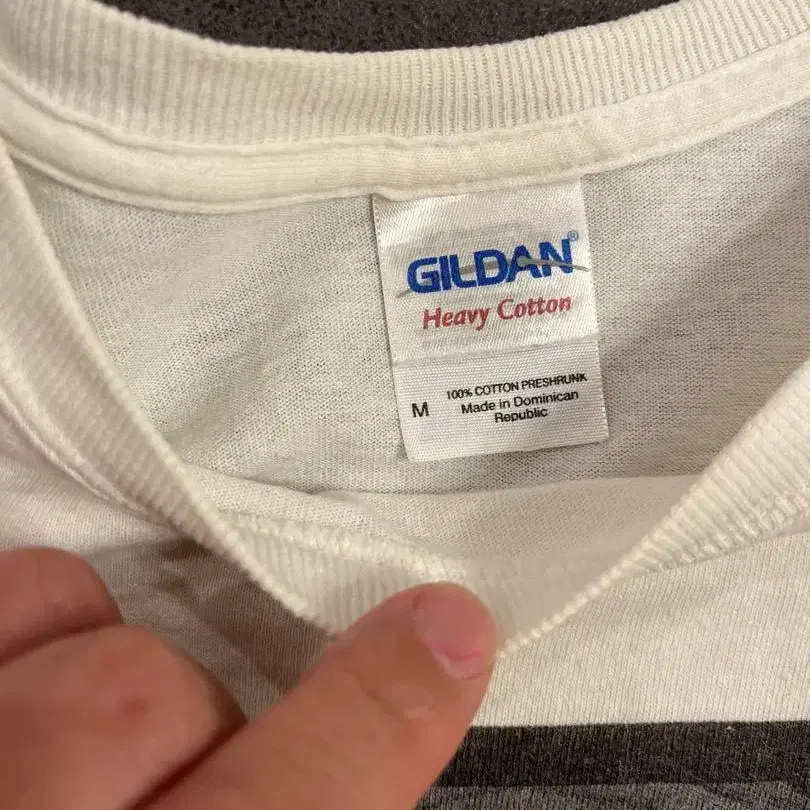 GILDAN®
Heavy Cotton
M
100% COTTON PRESHRUNK
Made in Dominican
Republic